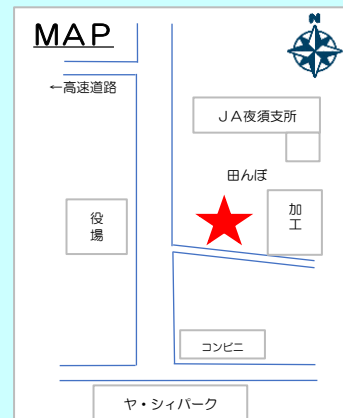 MAP
N
←高速道路
JA夜須支所
田んぼ
加工
役場
コンビニ
ヤ・シィパーク